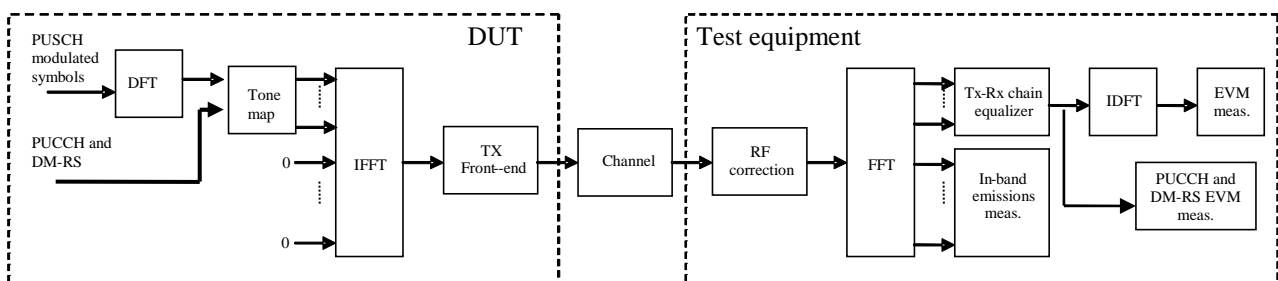 DUT
Test equipment
PUSCH
modulated
symbols
DFT
Tone
map
PUCCH and
DM-RS
0
0
IFFT
TX
Front--end
Channel
RF
correction
FFT
Tx-Rx chain
equalizer
In-band
emissions
meas.
IDFT
EVM
meas.
PUCCH and
DM-RS EVM
meas.